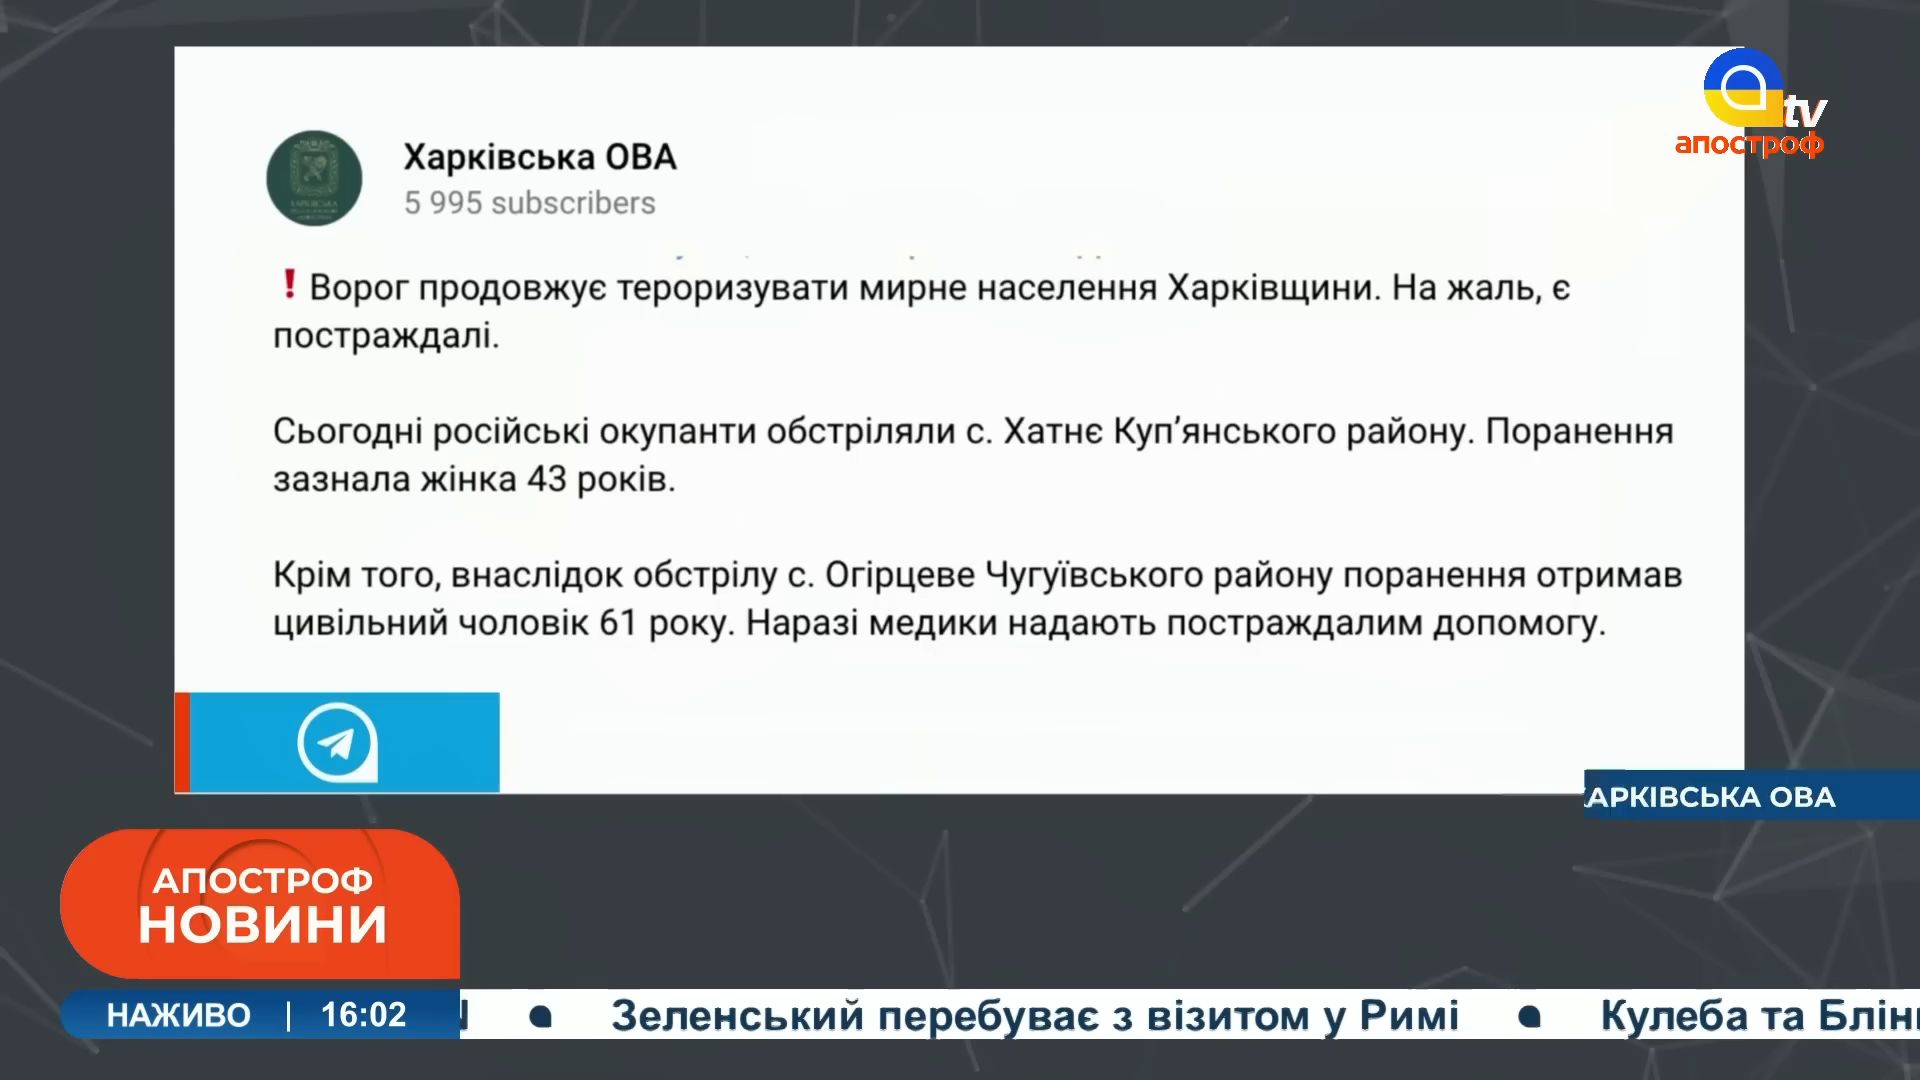 tv
апостроф
Харківська ОВА
5 995 subscribers
❗Ворог продовжує тероризувати мирне населення Харківщини. На жаль, є
постраждалі.
Сьогодні російські окупанти обстріляли с. Хатнє Куп’янського району. Поранення
зазнала жінка 43 років.
Крім того, внаслідок обстрілу с. Огірцеве Чугуївського району поранення отримав
цивільний чоловік 61 року. Наразі медики надають постраждалим допомогу.
АРКІВСЬКА ОВА
АПОСТРОФ
НОВИНИ
НАЖИВО | 16:02
Зеленський перебуває з візитом у Римі
Кулеба та Блін